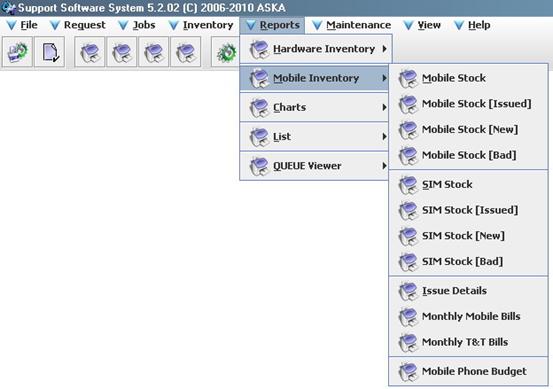 Support Software System 5.2.02 (C) 2006-2010 ASKA
File Request Jobs Inventory Reports Maintenance View Help
Hardware Inventory
Mobile Inventory
Charts
List
QUEUE Viewer
Mobile Stock
Mobile Stock [Issued]
Mobile Stock [New]
Mobile Stock [Bad]
SIM Stock
SIM Stock [Issued]
SIM Stock [New]
SIM Stock [Bad]
Issue Details
Monthly Mobile Bills
Monthly T&T Bills
Mobile Phone Budget